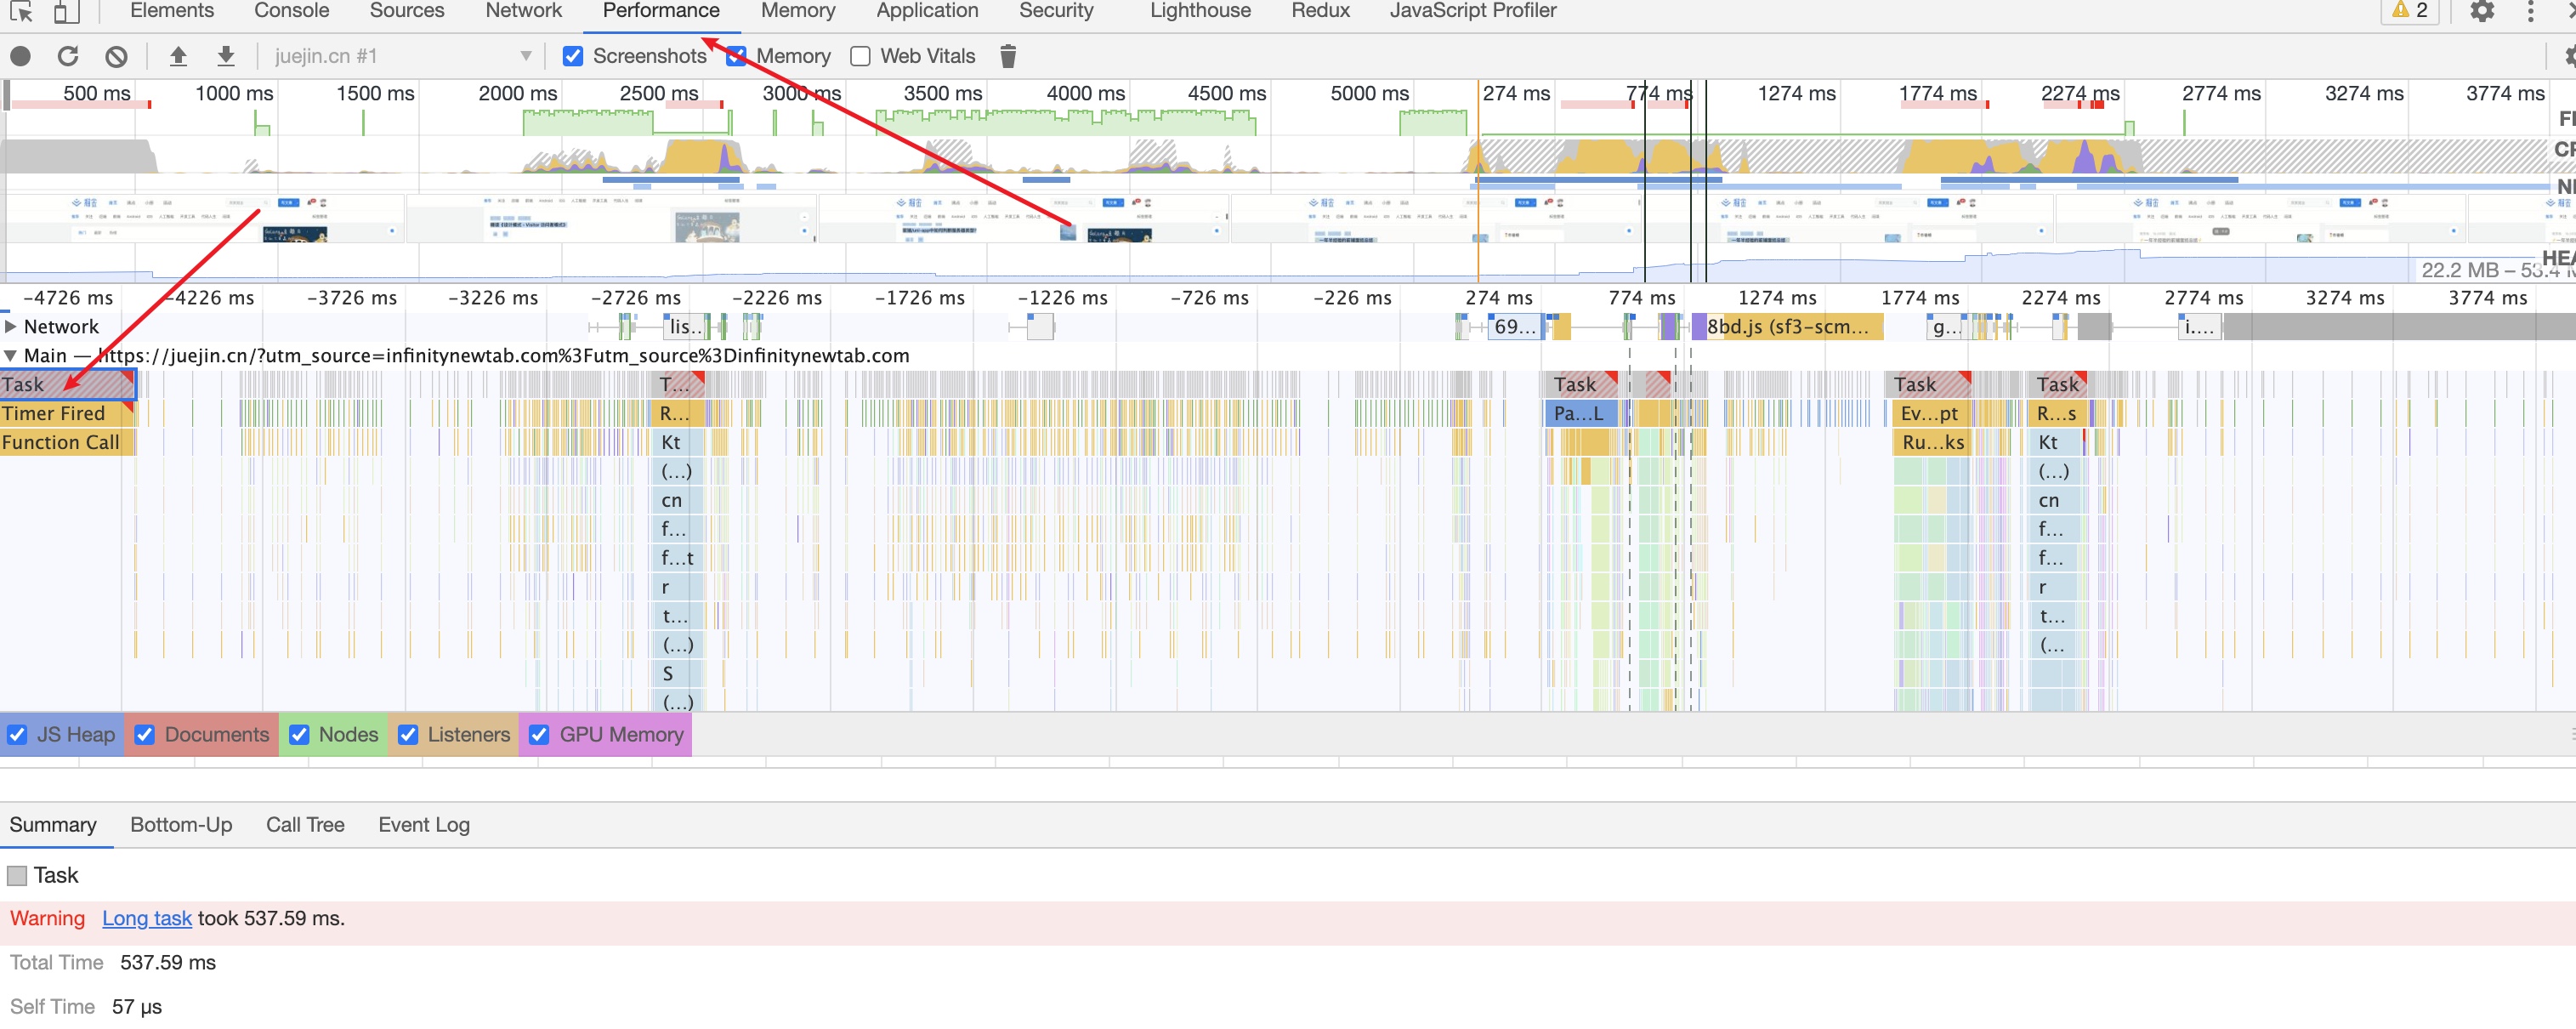 Elements Console Sources Network Performance Memory Application Security Lighthouse Redux JavaScript Profiler 2
juejin.cn #1 Screenshots Memory Web Vitals
500 ms 1000 ms 1500 ms 2000 ms 2500 ms 3000 ms 3500 ms 4000 ms 4500 ms 5000 ms 274 ms 774 ms 1274 ms 1774 ms 2274 ms 2774 ms 3274 ms 3774 ms
22.2 MB – 53.4 M
-4726 ms -4226 ms -3726 ms -3226 ms -2726 ms -2226 ms -1726 ms -1226 ms -726 ms -226 ms 274 ms 774 ms 1274 ms 1774 ms 2274 ms 2774 ms 3274 ms 3774 ms
Network lis... 69... 8bd.js (sf3-scm... g... i....
Main — https://juejin.cn/?utm_source=infinitynewtab.com%3Futm_source%3Dinfinitynewtab.com
Task T... Task Task Task
Timer Fired R... Pa...L Ev...pt R...s
Function Call Kt Ru...ks Kt
(...) (...)
cn cn
f... f...
f...t f...
r r
t... t...
(...) (...
S
(...)
JS Heap Documents Nodes Listeners GPU Memory
Summary Bottom-Up Call Tree Event Log
Task
Warning Long task took 537.59 ms.
Total Time 537.59 ms
Self Time 57 μs